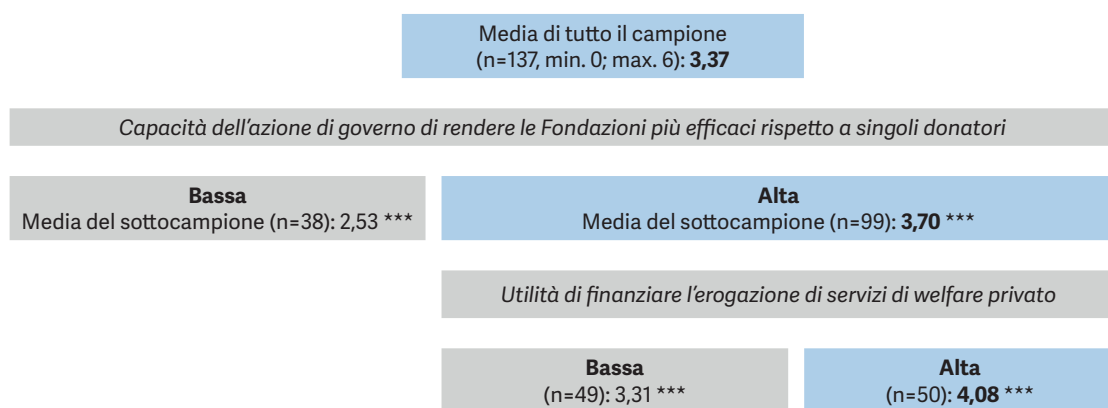 Media di tutto il campione
(n=137, min. 0; max. 6): 3,37
Capacità dell'azione di governo di rendere le Fondazioni più efficaci rispetto a singoli donatori
Bassa
Media del sottocampione (n=38): 2,53 ***
Alta
Media del sottocampione (n=99): 3,70 ***
Utilità di finanziare l'erogazione di servizi di welfare privato
Bassa
(n=49): 3,31 ***
Alta
(n=50): 4,08 ***